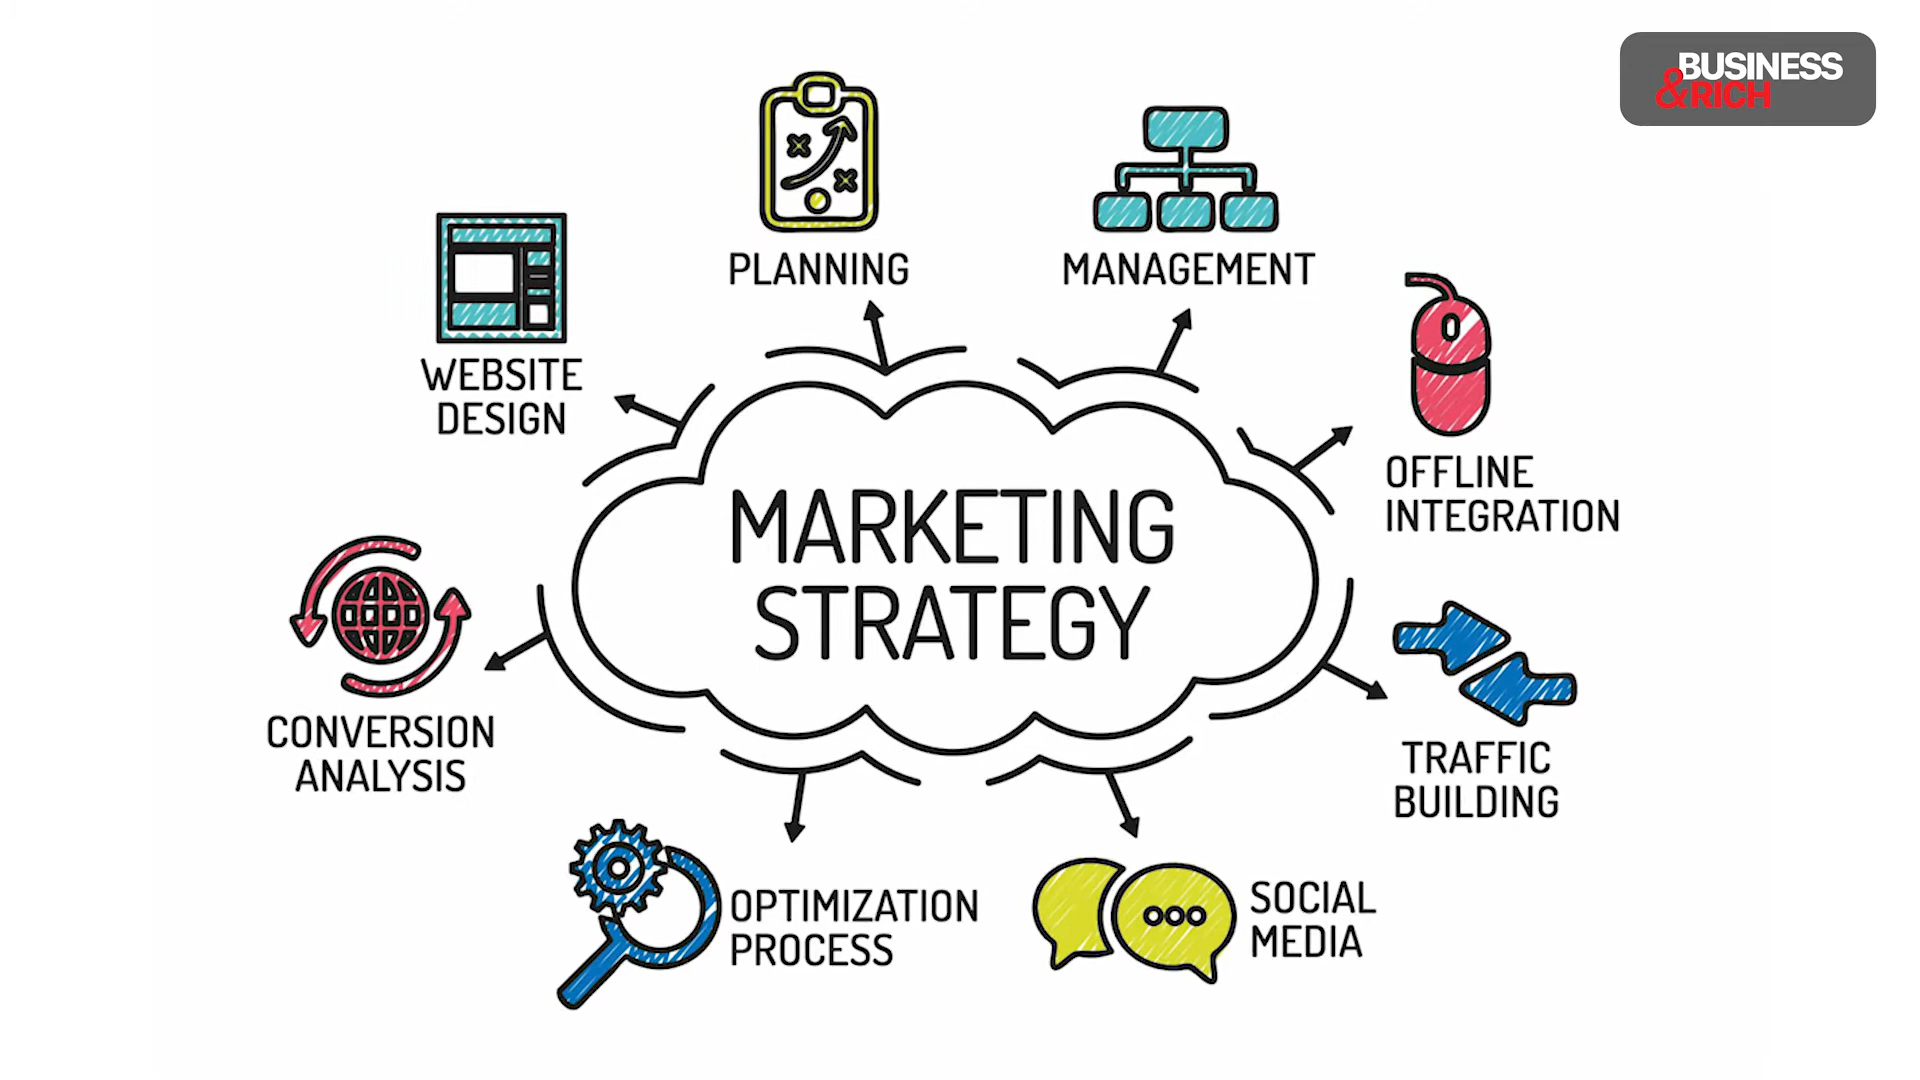 BUSINESS
&RICH
PLANNING
MANAGEMENT
WEBSITE
DESIGN
OFFLINE
INTEGRATION
MARKETING
STRATEGY
CONVERSION
ANALYSIS
TRAFFIC
BUILDING
OPTIMIZATION
PROCESS
SOCIAL
MEDIA